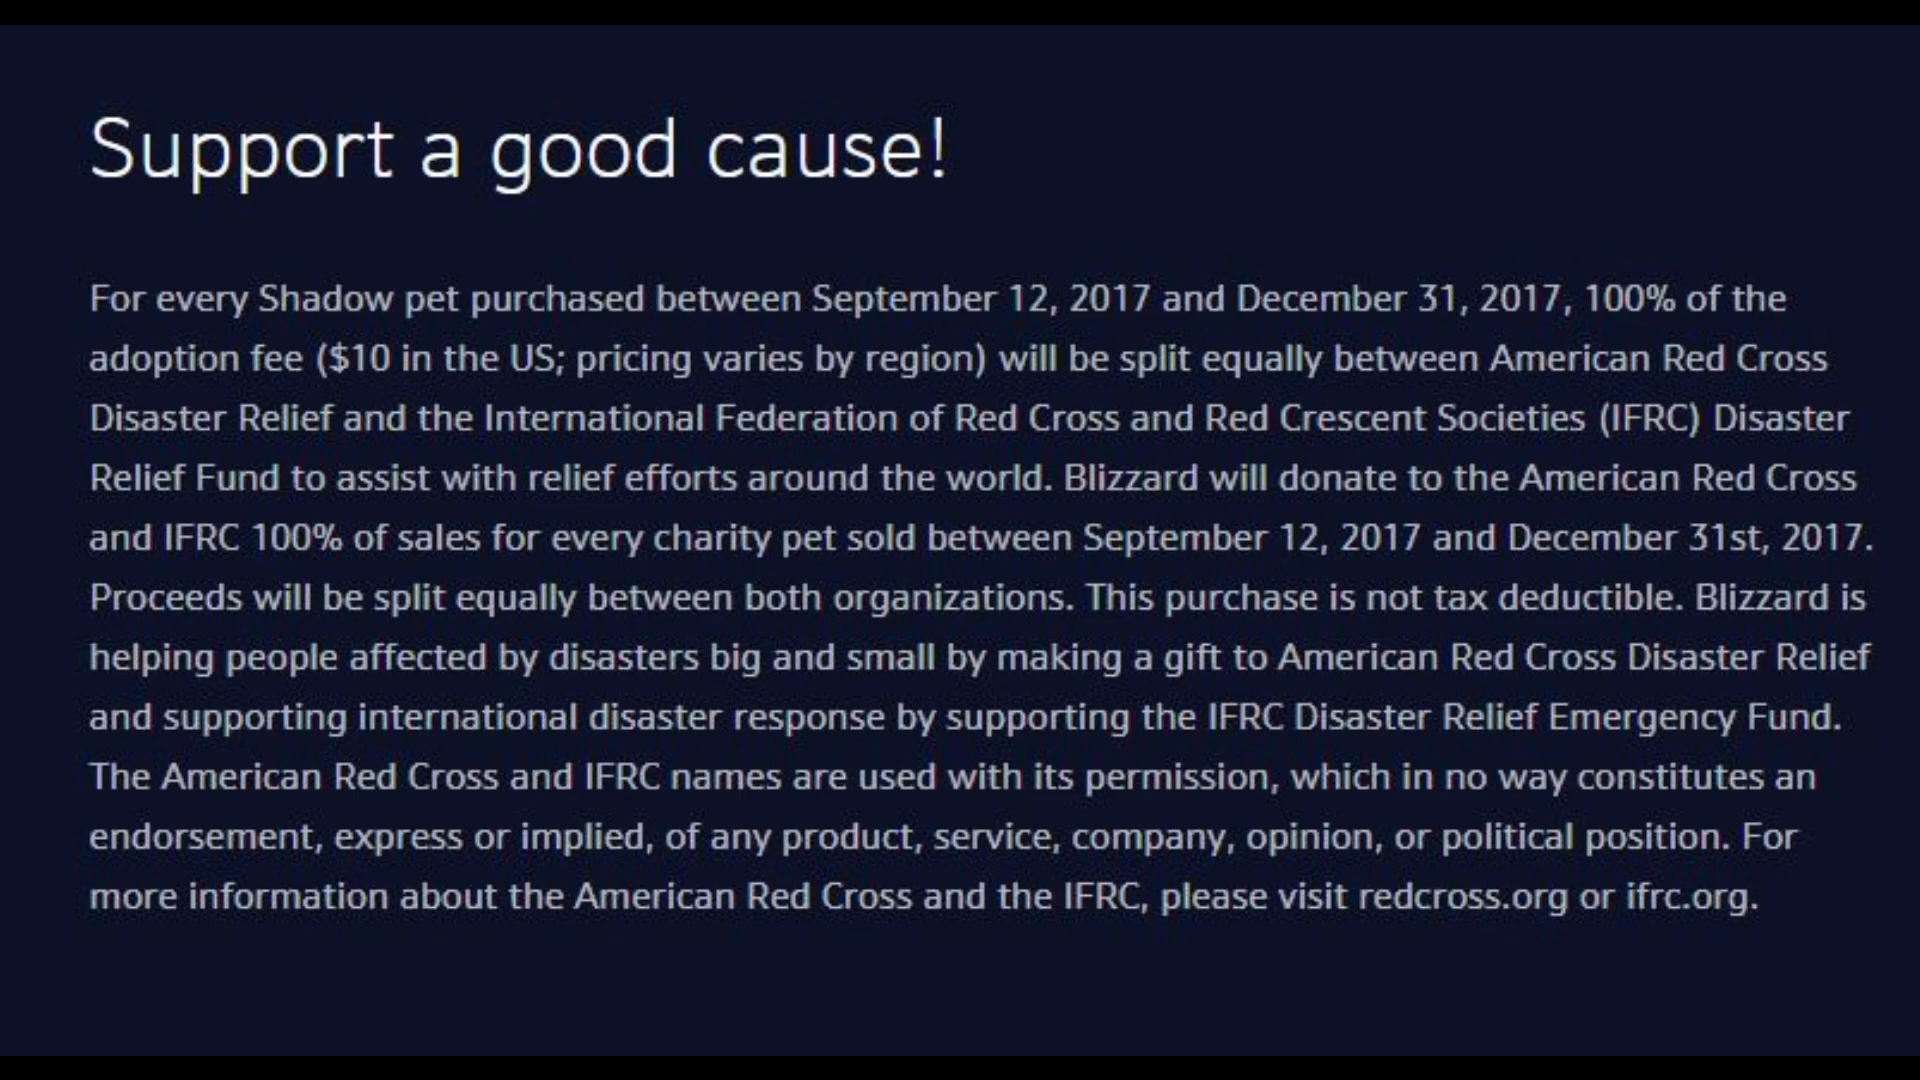 Support a good cause!
For every Shadow pet purchased between September 12, 2017 and December 31, 2017, 100% of the
adoption fee ($10 in the US; pricing varies by region) will be split equally between American Red Cross
Disaster Relief and the International Federation of Red Cross and Red Crescent Societies (IFRC) Disaster
Relief Fund to assist with relief efforts around the world. Blizzard will donate to the American Red Cross
and IFRC 100% of sales for every charity pet sold between September 12, 2017 and December 31st, 2017.
Proceeds will be split equally between both organizations. This purchase is not tax deductible. Blizzard is
helping people affected by disasters big and small by making a gift to American Red Cross Disaster Relief
and supporting international disaster response by supporting the IFRC Disaster Relief Emergency Fund.
The American Red Cross and IFRC names are used with its permission, which in no way constitutes an
endorsement, express or implied, of any product, service, company, opinion, or political position. For
more information about the American Red Cross and the IFRC, please visit redcross.org or ifrc.org.